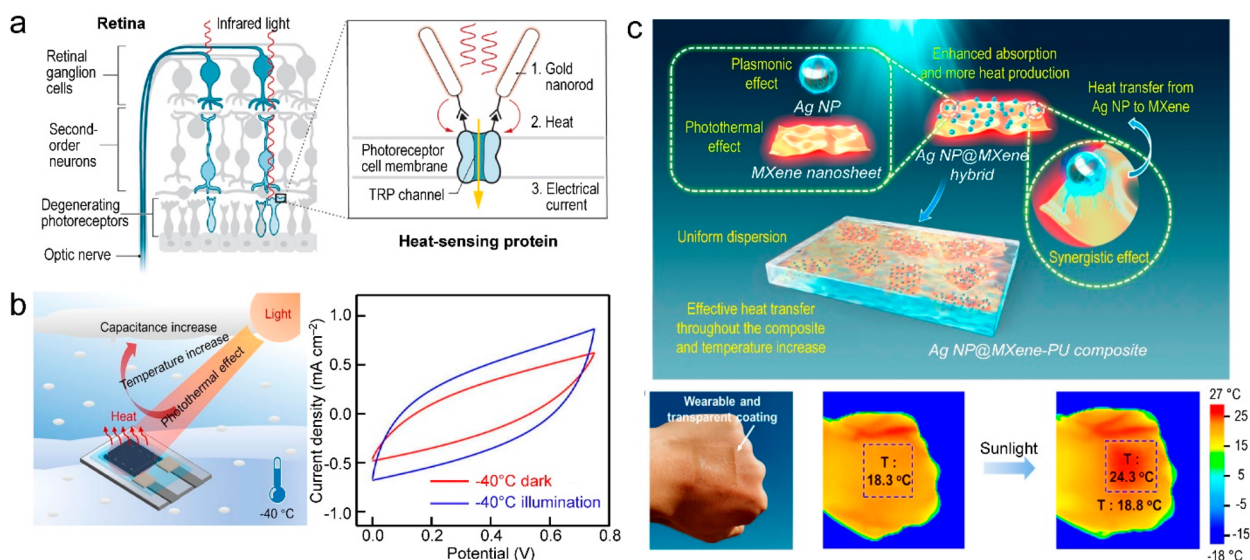 a
Retina
Infrared light
Retinal
ganglion
cells
Second-
order
neurons
Degenerating
photoreceptors
Optic nerve
1. Gold
nanorod
2. Heat
Photoreceptor
cell membrane
TRP channel
3. Electrical
current
Heat-sensing protein
b
Light
Capacitance increase
Temperature increase
Photothermal effect
Heat
-40 °C
Current density (mA cm⁻²)
1.0
0.5
0.0
-0.5
-1.0
-40°C dark
-40°C illumination
0.0
0.2
0.4
0.6
0.8
Potential (V)
c
Plasmonic
effect
Ag NP
Photothermal
effect
MXene nanosheet
Enhanced absorption
and more heat production
Ag NP@MXene
hybrid
Heat transfer from
Ag NP to MXene
Synergistic effect
Uniform dispersion
Effective heat transfer
throughout the composite
and temperature increase
Ag NP@MXene-PU composite
Wearable and
transparent coating
T :
18.3 °C
Sunlight
T :
24.3 °C
T : 18.8 °C
27 °C
25
15
5
-5
-15
-18 °C